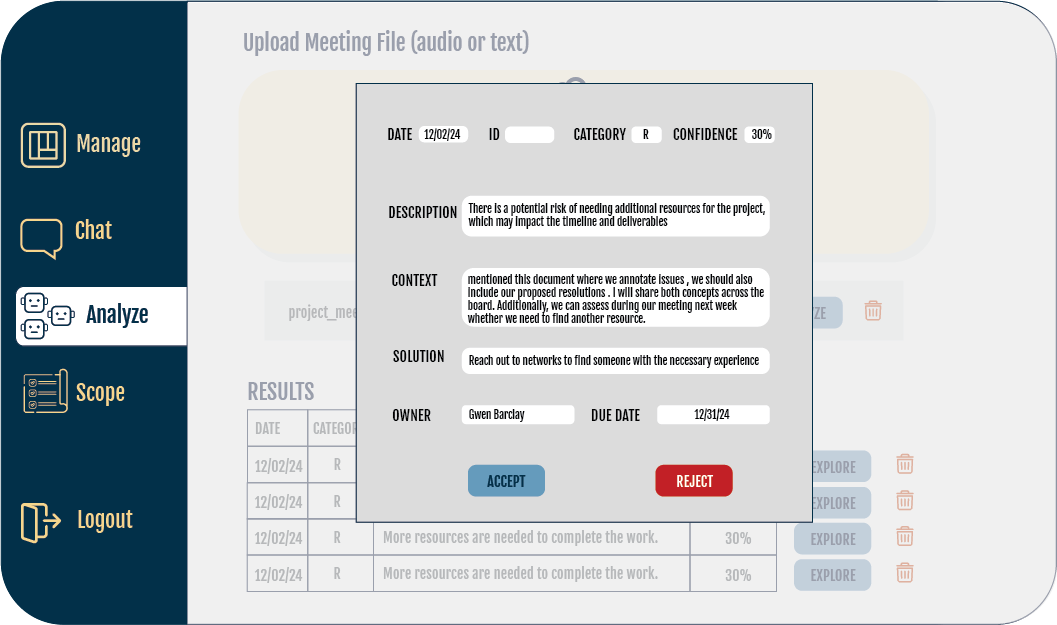 Upload Meeting File (audio or text)
Manage
Chat
Analyze
Scope
Logout
DATE 12/02/24 ID CATEGORY R CONFIDENCE 30%
DESCRIPTION There is a potential risk of needing additional resources for the project,
which may impact the timeline and deliverables
CONTEXT mentioned this document where we annotate issues , we should also
include our proposed resolutions . I will share both concepts across the
board. Additionally, we can assess during our meeting next week
whether we need to find another resource.
SOLUTION Reach out to networks to find someone with the necessary experience
OWNER Gwen Barclay DUE DATE 12/31/24
ACCEPT REJECT
RESULTS
DATE
12/02/24 R EXPLORE
12/02/24 R EXPLORE
12/02/24 R More resources are needed to complete the work. 30% EXPLORE
12/02/24 R More resources are needed to complete the work. 30% EXPLORE